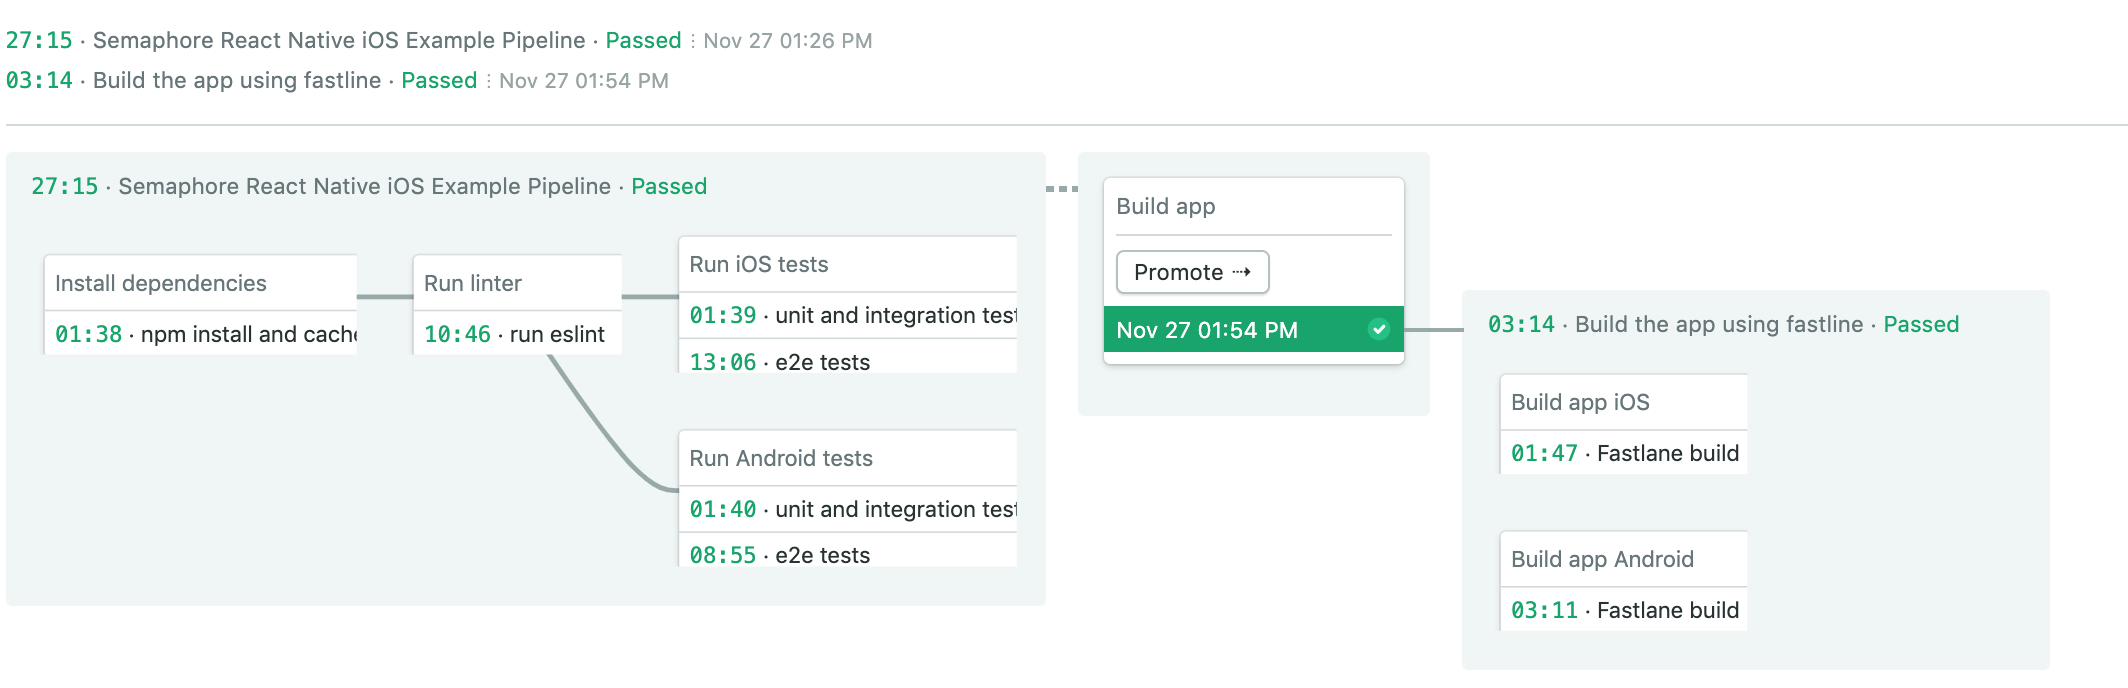 27:15 · Semaphore React Native iOS Example Pipeline · Passed ⋮ Nov 27 01:26 PM
03:14 · Build the app using fastline · Passed ⋮ Nov 27 01:54 PM
27:15 · Semaphore React Native iOS Example Pipeline · Passed
Install dependencies
01:38 · npm install and cache
Run linter
10:46 · run eslint
Run iOS tests
01:39 · unit and integration test
13:06 · e2e tests
Run Android tests
01:40 · unit and integration test
08:55 · e2e tests
Build app
Promote ⇢
Nov 27 01:54 PM
03:14 · Build the app using fastline · Passed
Build app iOS
01:47 · Fastlane build
Build app Android
03:11 · Fastlane build